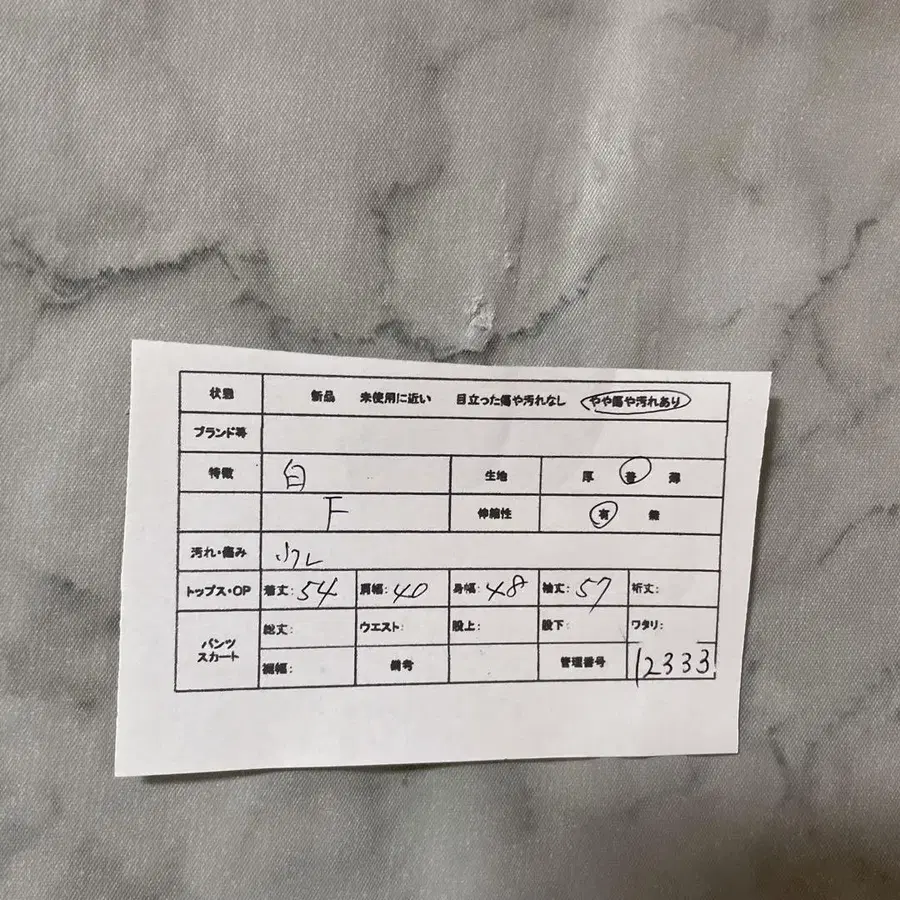 状態 新品 未使用に近い 目立った傷や汚れなし やや傷や汚れあり
ブランド等
特徴 白 生地 厚 普 薄
F 伸縮性 有 無
汚れ・傷み 小スレ
トップス・OP 着丈: 54 肩幅: 40 身幅: 48 袖丈: 57 裄丈:
パンツ スカート 総丈: ウエスト: 股上: 股下: ワタリ:
裾幅: 備考 管理番号 12333